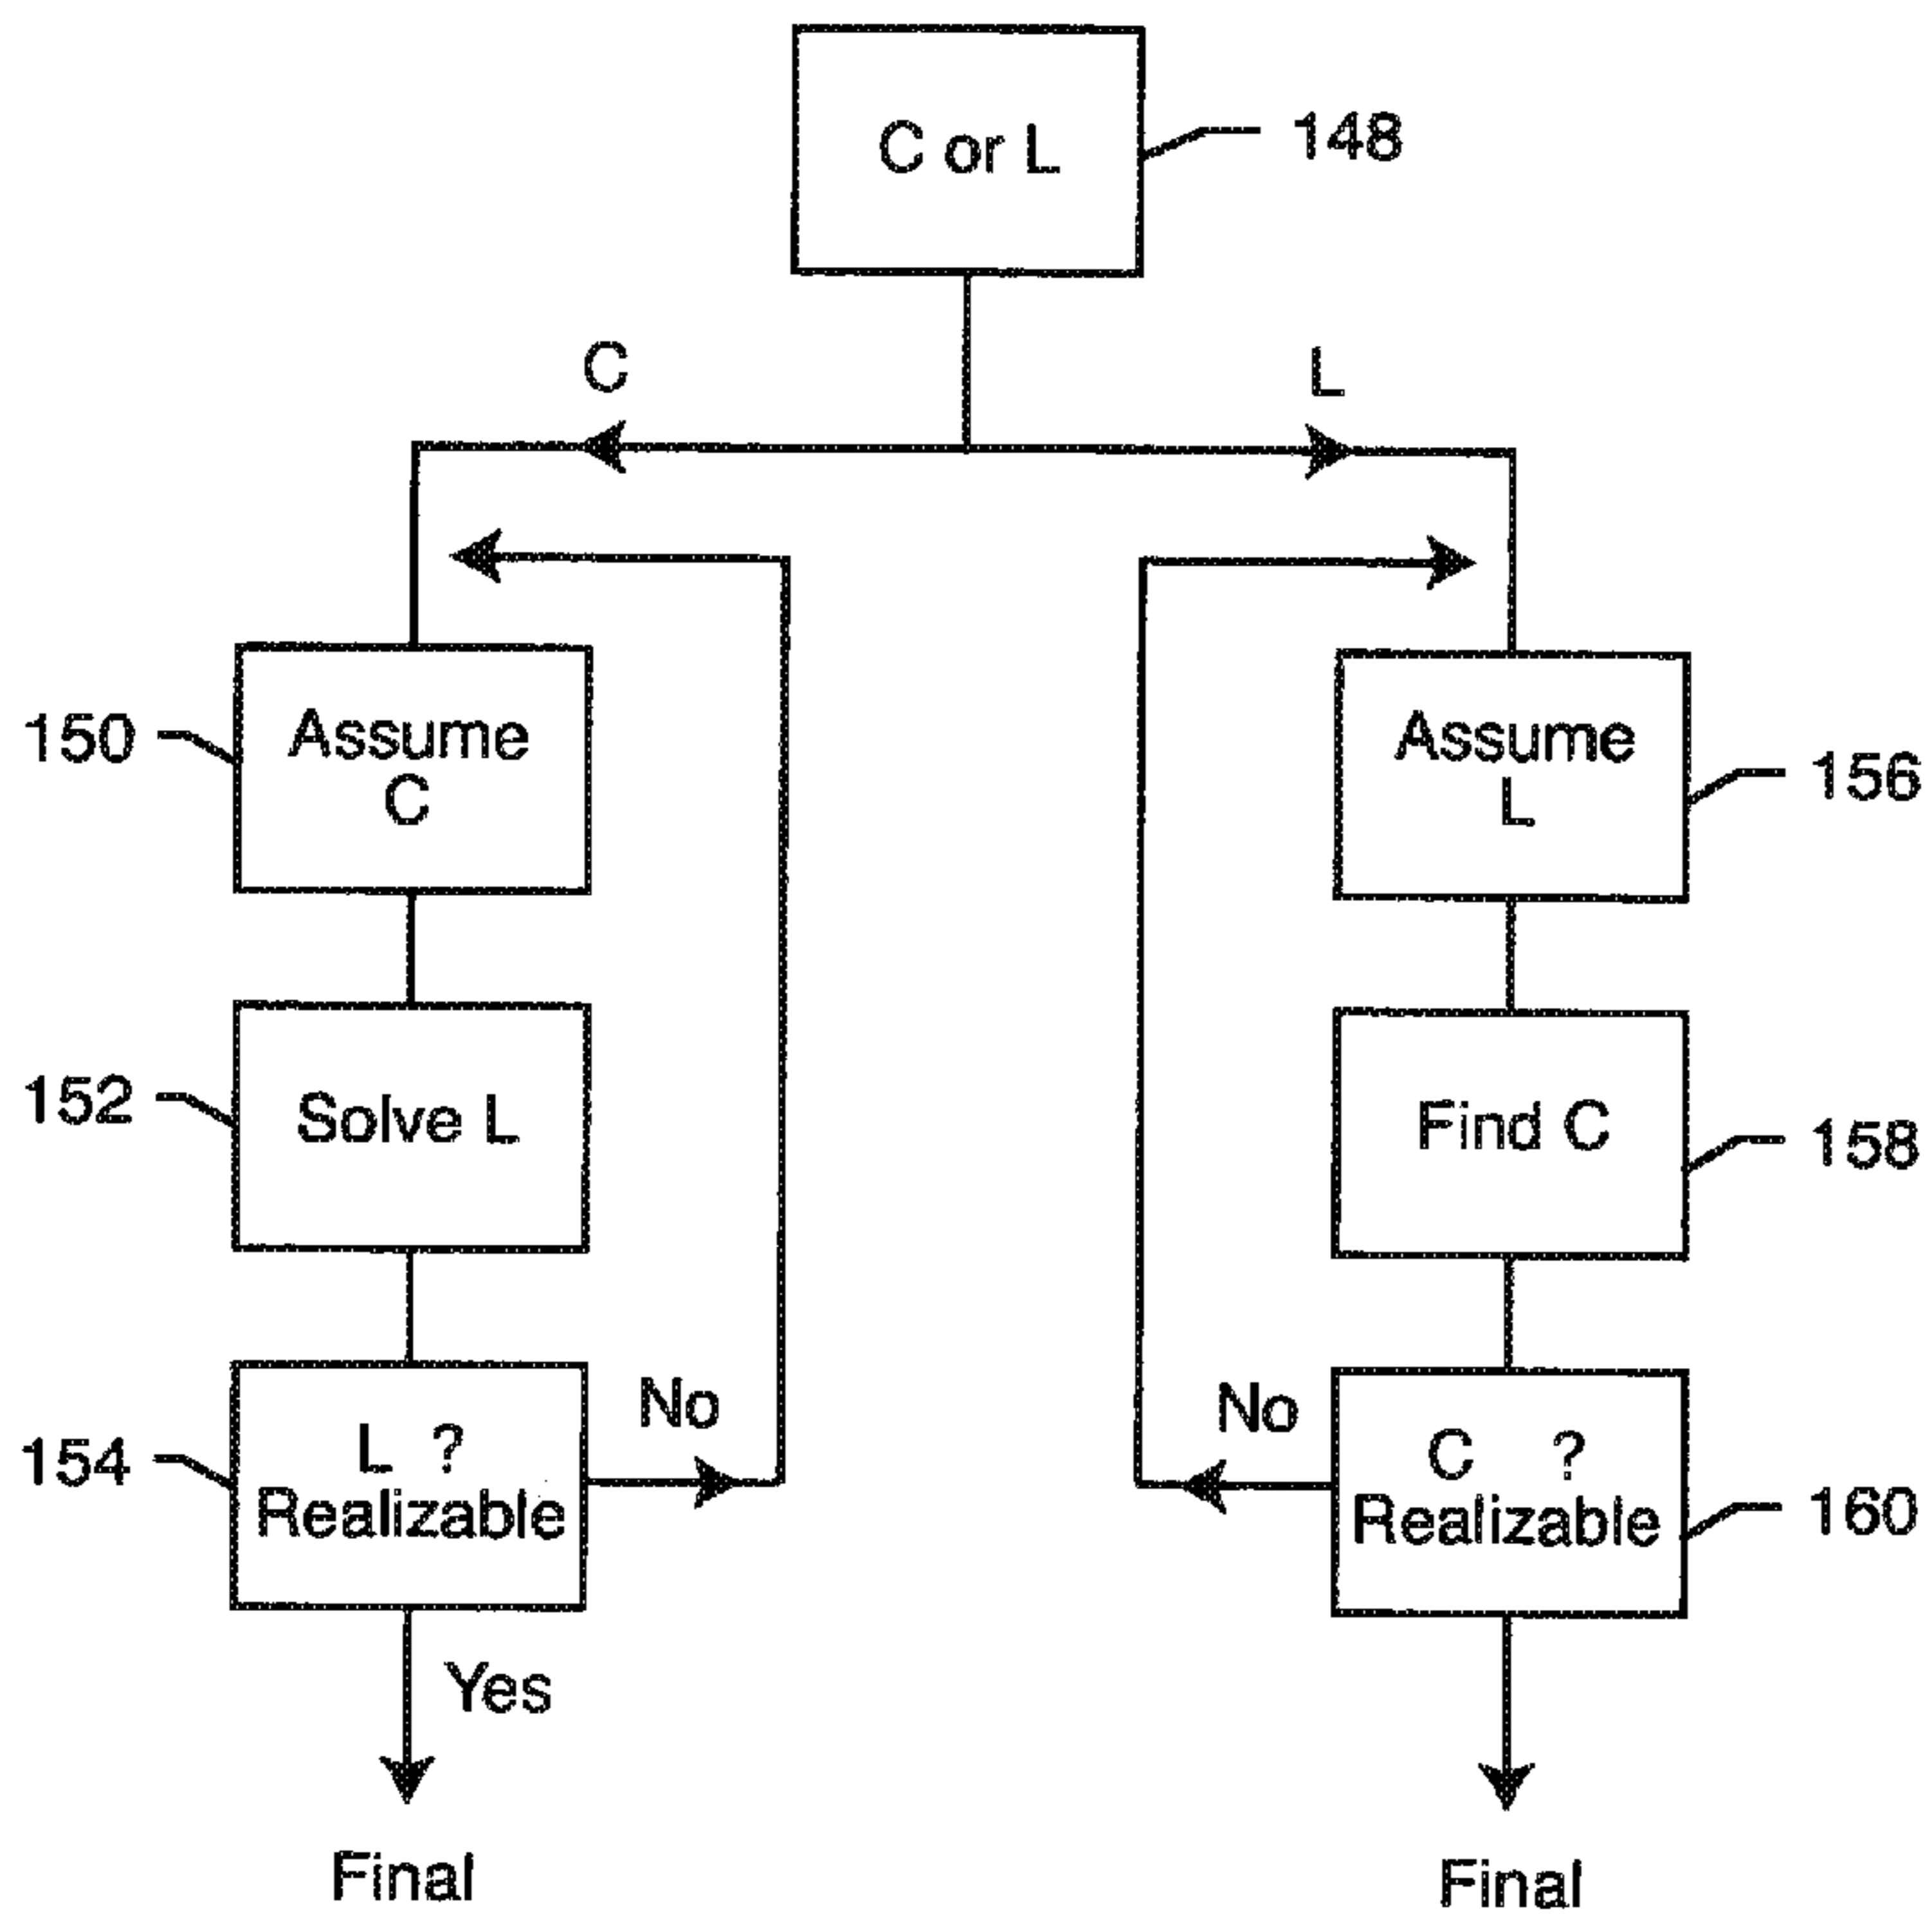 C or L
148
C
L
150
Assume
C
Assume
L
156
152
Solve L
Find C
158
154
L ?
Realizable
No
No
C ?
Realizable
160
Yes
Final
Final